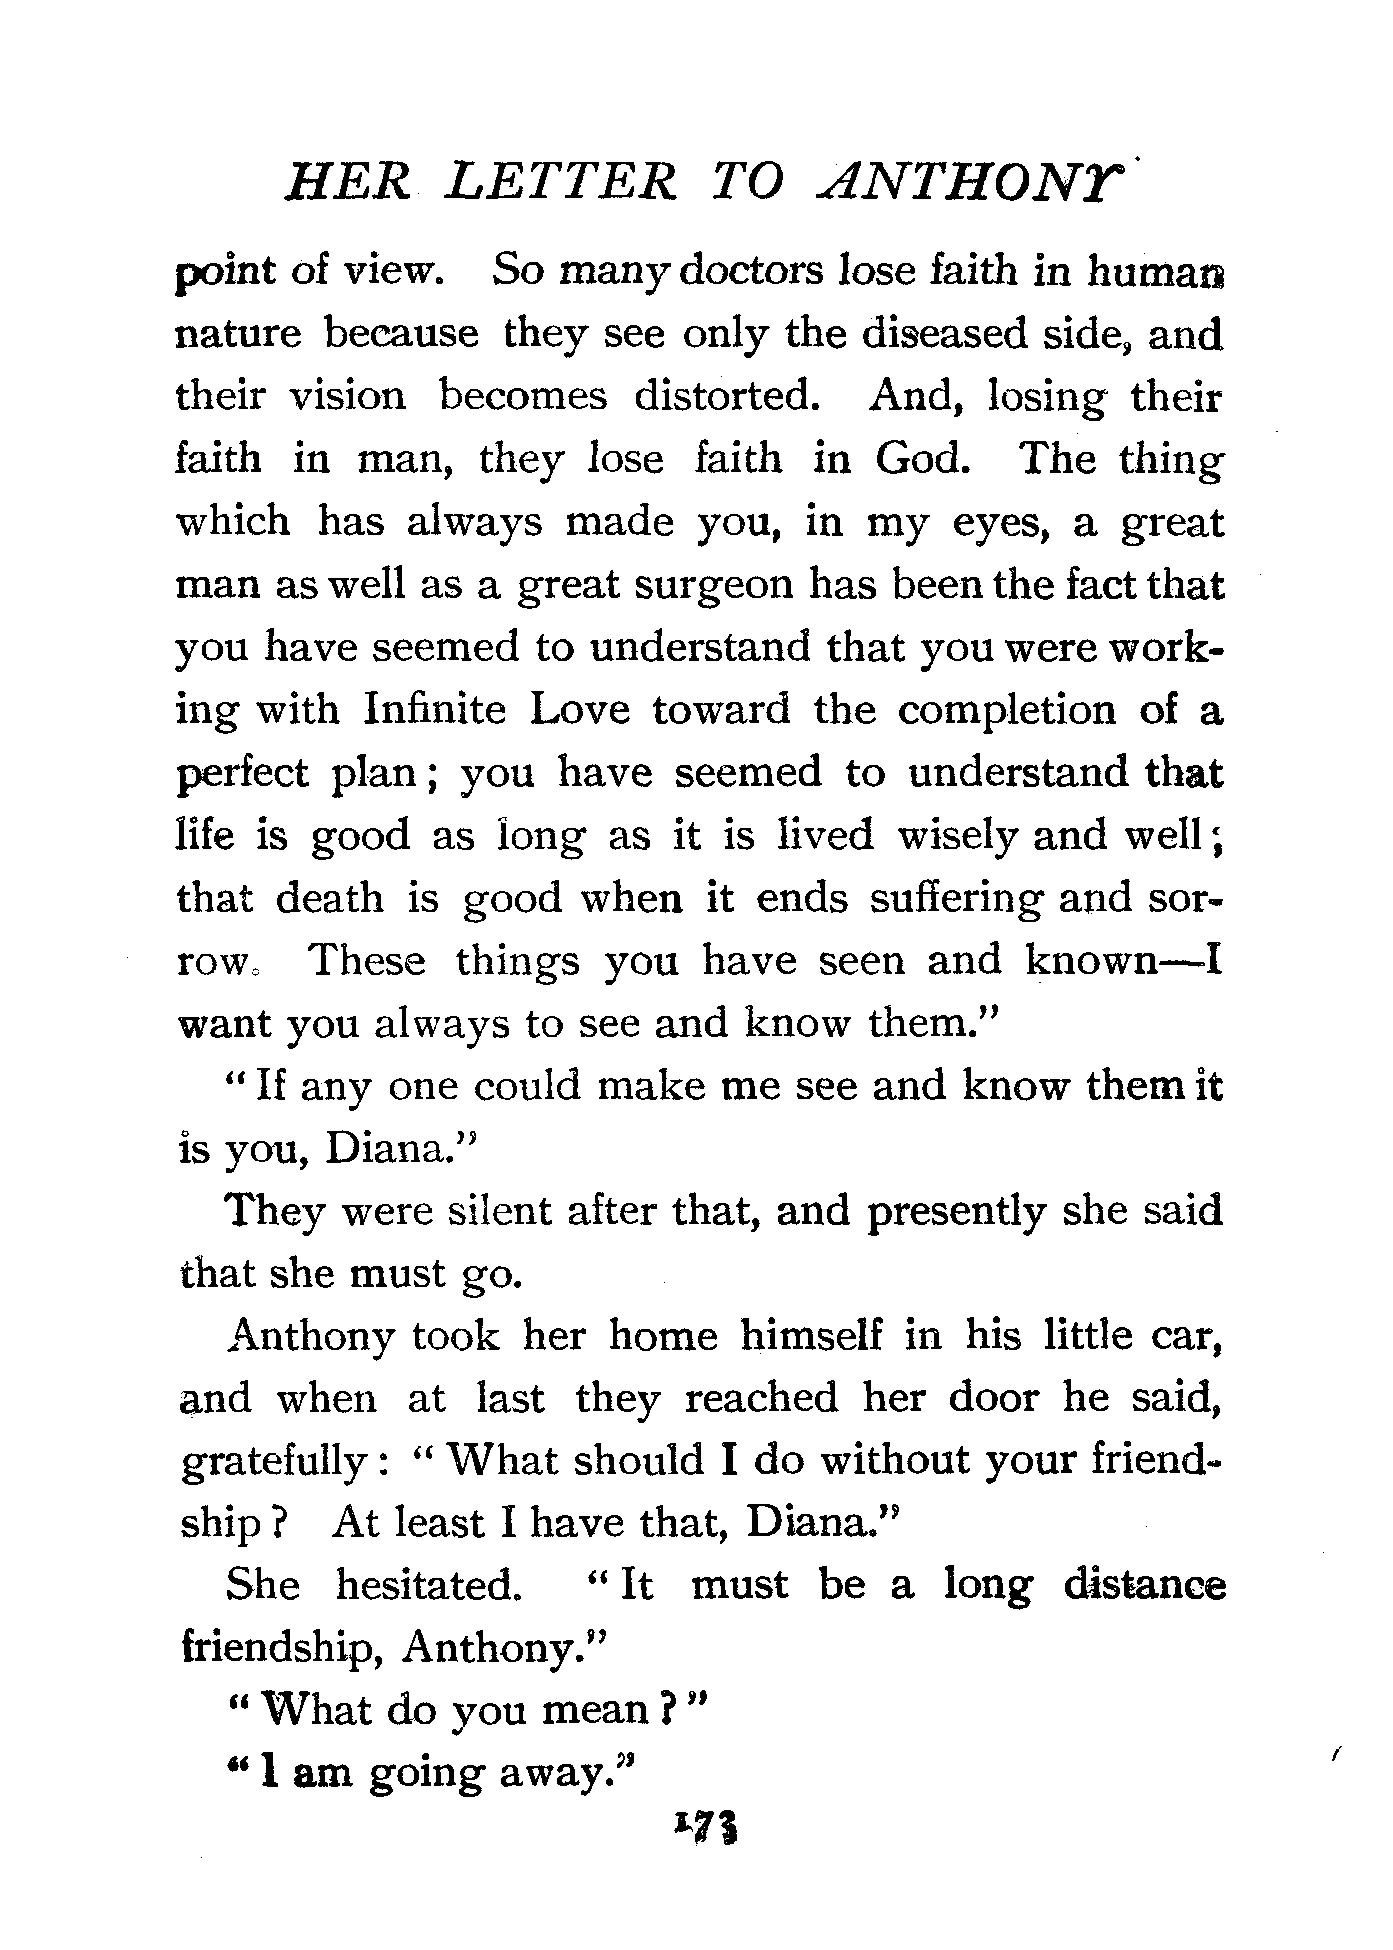 HER LETTER TO ANTHONY
point of view. So many doctors lose faith in human
nature because they see only the diseased side, and
their vision becomes distorted. And, losing their
faith in man, they lose faith in God. The thing
which has always made you, in my eyes, a great
man as well as a great surgeon has been the fact that
you have seemed to understand that you were work-
ing with Infinite Love toward the completion of a
perfect plan; you have seemed to understand that
life is good as long as it is lived wisely and well;
that death is good when it ends suffering and sor-
row. These things you have seen and known—I
want you always to see and know them."
"If any one could make me see and know them it
is you, Diana."
They were silent after that, and presently she said
that she must go.
Anthony took her home himself in his little car,
and when at last they reached her door he said,
gratefully: "What should I do without your friend-
ship? At least I have that, Diana."
She hesitated. "It must be a long distance
friendship, Anthony."
"What do you mean?"
"I am going away."
173